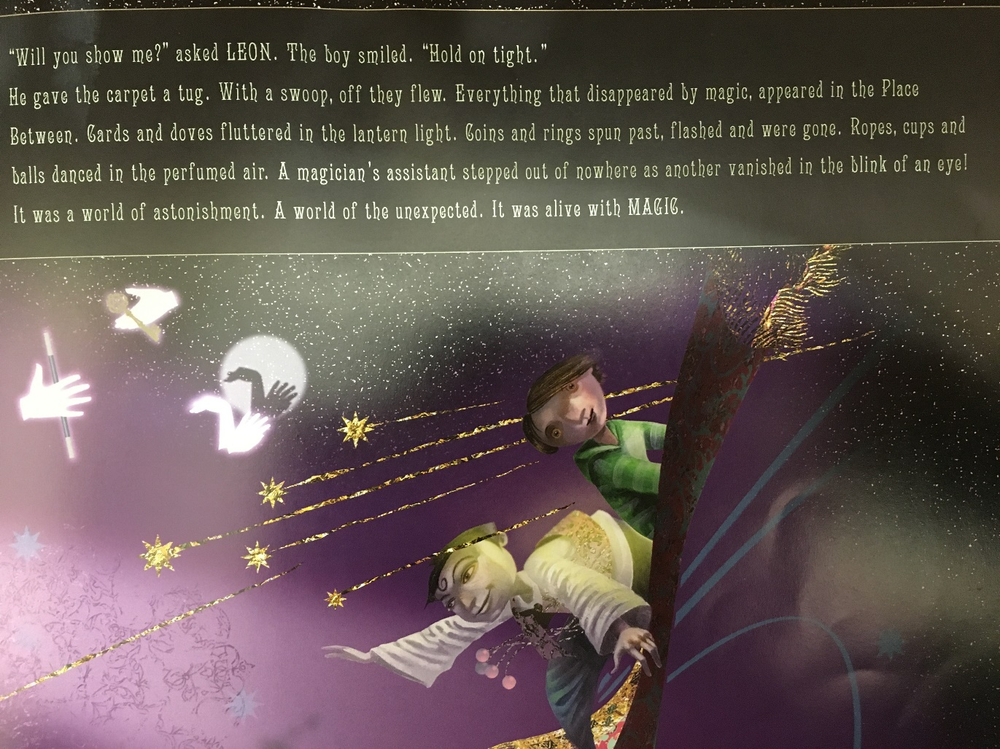 “Will you show me?” asked LEON. The boy smiled. “Hold on tight.”
He gave the carpet a tug. With a swoop, off they flew. Everything that disappeared by magic, appeared in the Place
Between. Cards and doves fluttered in the lantern light. Coins and rings spun past, flashed and were gone. Ropes, cups and
balls danced in the perfumed air. A magician’s assistant stepped out of nowhere as another vanished in the blink of an eye!
It was a world of astonishment. A world of the unexpected. It was alive with MAGIC.